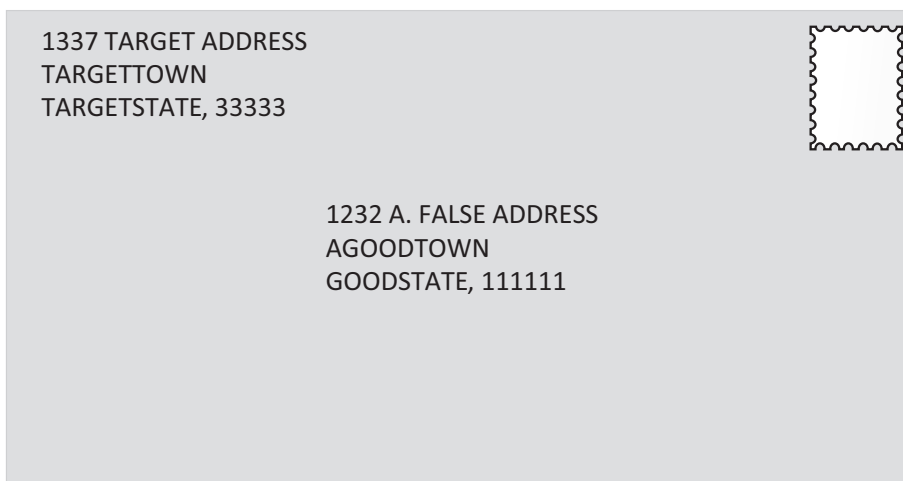 1337 TARGET ADDRESS
TARGETTOWN
TARGETSTATE, 33333
1232 A. FALSE ADDRESS
AGOODTOWN
GOODSTATE, 111111